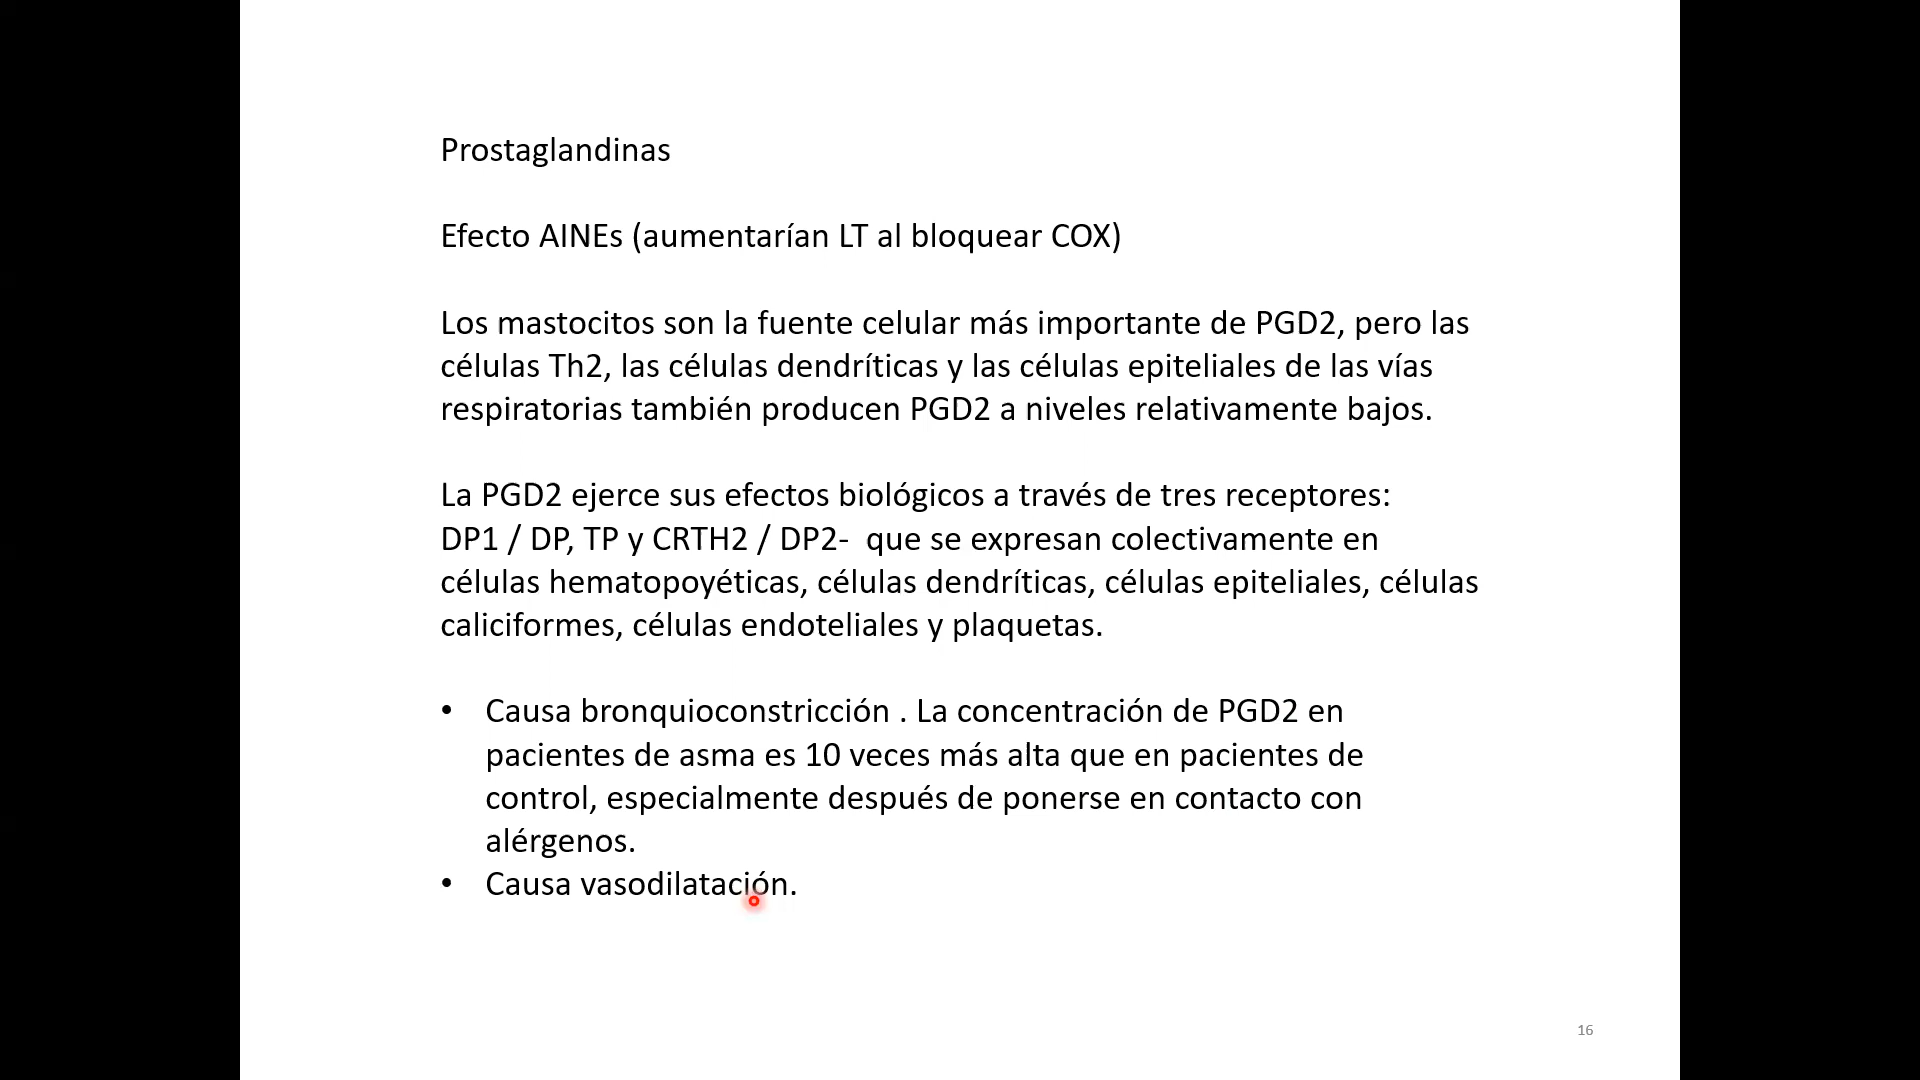 Prostaglandinas
Efecto AINEs (aumentarían LT al bloquear COX)
Los mastocitos son la fuente celular más importante de PGD2, pero las
células Th2, las células dendríticas y las células epiteliales de las vías
respiratorias también producen PGD2 a niveles relativamente bajos.
La PGD2 ejerce sus efectos biológicos a través de tres receptores:
DP1 / DP, TP y CRTH2 / DP2-  que se expresan colectivamente en
células hematopoyéticas, células dendríticas, células epiteliales, células
caliciformes, células endoteliales y plaquetas.
• Causa bronquioconstricción . La concentración de PGD2 en
pacientes de asma es 10 veces más alta que en pacientes de
control, especialmente después de ponerse en contacto con
alérgenos.
• Causa vasodilatación.
16